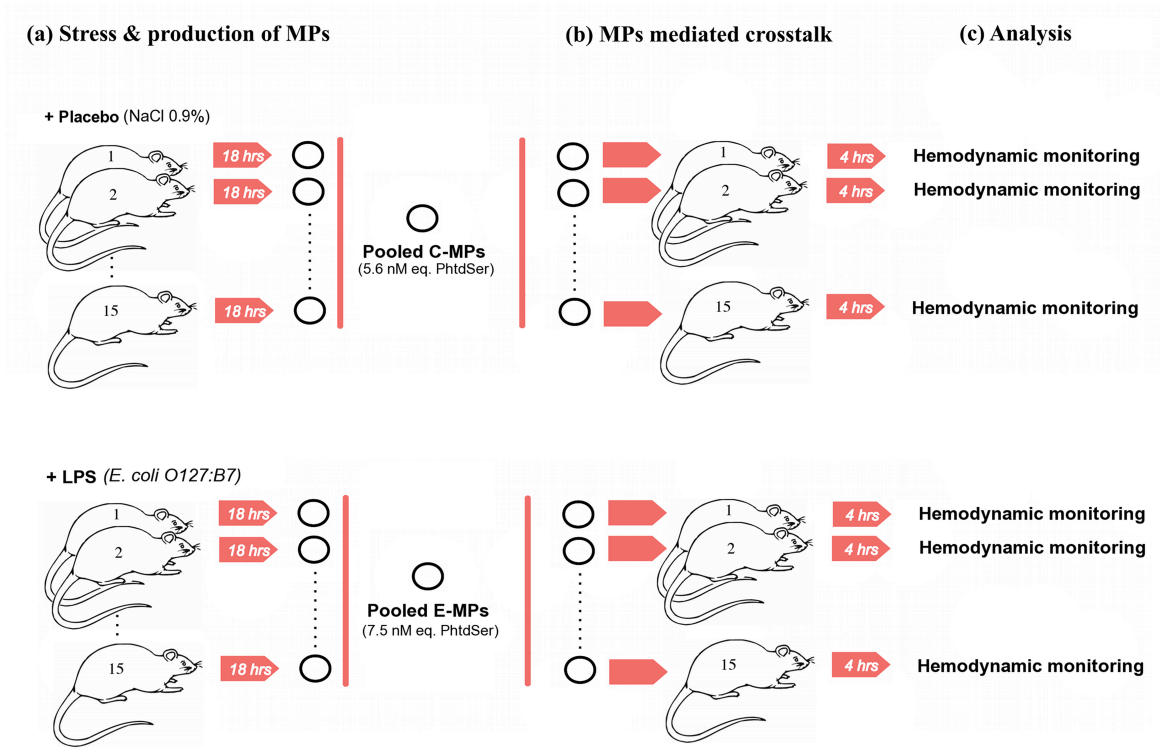 (a) Stress & production of MPs
(b) MPs mediated crosstalk
(c) Analysis
+ Placebo (NaCl 0.9%)
1
18 hrs
1
4 hrs
Hemodynamic monitoring
2
18 hrs
2
4 hrs
Hemodynamic monitoring
Pooled C-MPs
(5.6 nM eq. PhtdSer)
15
18 hrs
15
4 hrs
Hemodynamic monitoring
+ LPS (E. coli O127:B7)
1
18 hrs
1
4 hrs
Hemodynamic monitoring
2
18 hrs
2
4 hrs
Hemodynamic monitoring
Pooled E-MPs
(7.5 nM eq. PhtdSer)
15
18 hrs
15
4 hrs
Hemodynamic monitoring